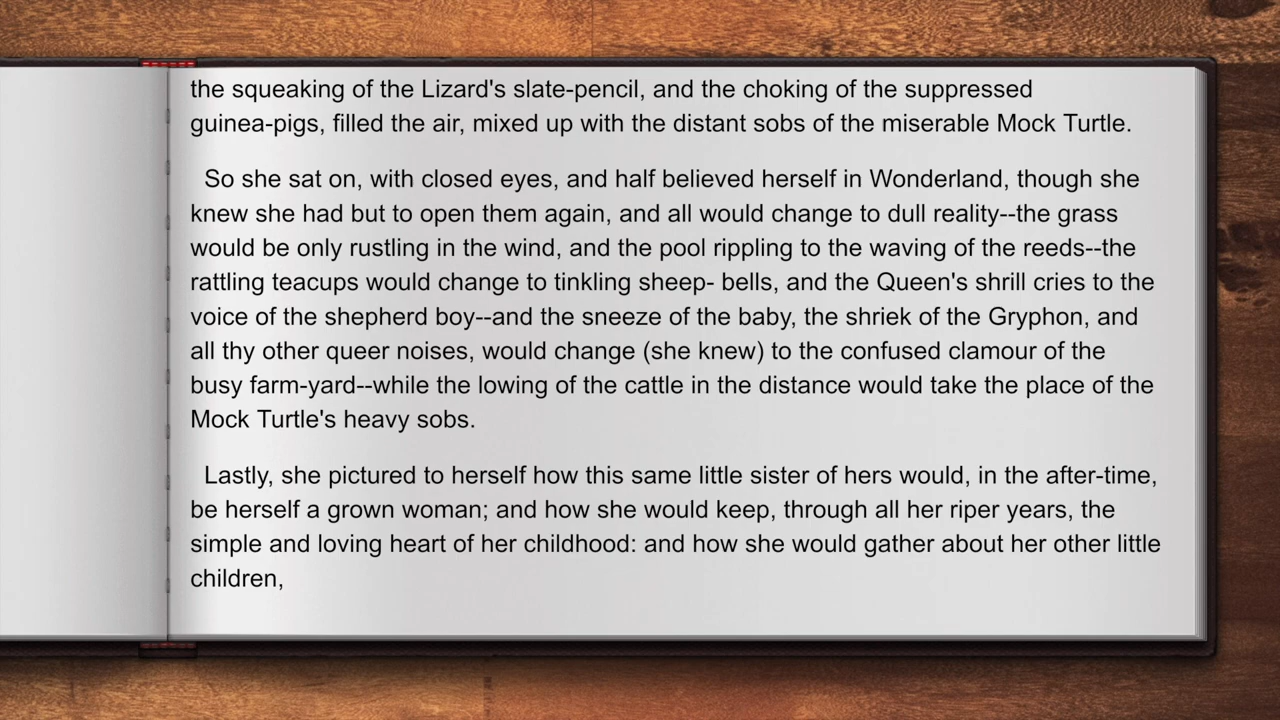 the squeaking of the Lizard's slate-pencil, and the choking of the suppressed
guinea-pigs, filled the air, mixed up with the distant sobs of the miserable Mock Turtle.
So she sat on, with closed eyes, and half believed herself in Wonderland, though she
knew she had but to open them again, and all would change to dull reality--the grass
would be only rustling in the wind, and the pool rippling to the waving of the reeds--the
rattling teacups would change to tinkling sheep- bells, and the Queen's shrill cries to the
voice of the shepherd boy--and the sneeze of the baby, the shriek of the Gryphon, and
all thy other queer noises, would change (she knew) to the confused clamour of the
busy farm-yard--while the lowing of the cattle in the distance would take the place of the
Mock Turtle's heavy sobs.
Lastly, she pictured to herself how this same little sister of hers would, in the after-time,
be herself a grown woman; and how she would keep, through all her riper years, the
simple and loving heart of her childhood: and how she would gather about her other little
children,